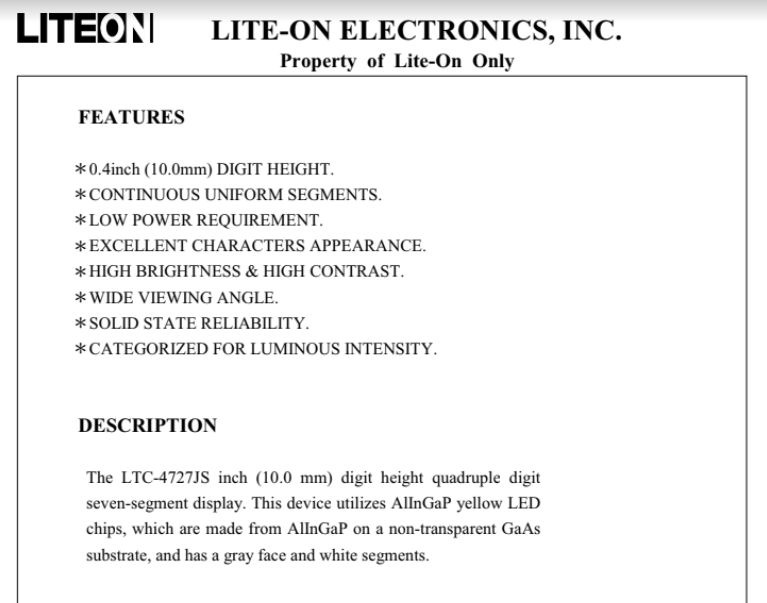 LITEON LITE-ON ELECTRONICS, INC.
Property of Lite-On Only
FEATURES
*0.4inch (10.0mm) DIGIT HEIGHT.
*CONTINUOUS UNIFORM SEGMENTS.
*LOW POWER REQUIREMENT.
*EXCELLENT CHARACTERS APPEARANCE.
*HIGH BRIGHTNESS & HIGH CONTRAST.
*WIDE VIEWING ANGLE.
*SOLID STATE RELIABILITY.
*CATEGORIZED FOR LUMINOUS INTENSITY.
DESCRIPTION
The LTC-4727JS inch (10.0 mm) digit height quadruple digit
seven-segment display. This device utilizes AlInGaP yellow LED
chips, which are made from AlInGaP on a non-transparent GaAs
substrate, and has a gray face and white segments.